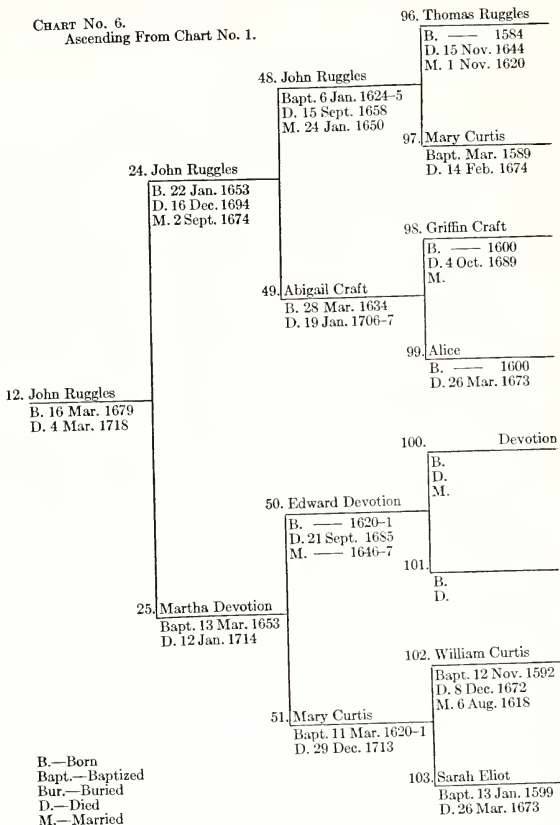 CHART No. 6.
Ascending From Chart No. 1.
96. Thomas Ruggles
B. —— 1584
D. 15 Nov. 1644
M. 1 Nov. 1620
48. John Ruggles
Bapt. 6 Jan. 1624-5
D. 15 Sept. 1658
M. 24 Jan. 1650
97. Mary Curtis
Bapt. Mar. 1589
D. 14 Feb. 1674
24. John Ruggles
B. 22 Jan. 1653
D. 16 Dec. 1694
M. 2 Sept. 1674
98. Griffin Craft
B. —— 1600
D. 4 Oct. 1689
M.
49. Abigail Craft
B. 28 Mar. 1634
D. 19 Jan. 1706-7
99. Alice
B. —— 1600
D. 26 Mar. 1673
12. John Ruggles
B. 16 Mar. 1679
D. 4 Mar. 1718
100. Devotion
B.
D.
M.
50. Edward Devotion
B. —— 1620-1
D. 21 Sept. 1685
M. —— 1646-7
101.
B.
D.
25. Martha Devotion
Bapt. 13 Mar. 1653
D. 12 Jan. 1714
102. William Curtis
Bapt. 12 Nov. 1592
D. 8 Dec. 1672
M. 6 Aug. 1618
51. Mary Curtis
Bapt. 11 Mar. 1620-1
D. 29 Dec. 1713
103. Sarah Eliot
Bapt. 13 Jan. 1599
D. 26 Mar. 1673
B.—Born
Bapt.—Baptized
Bur.—Buried
D.—Died
M.—Married